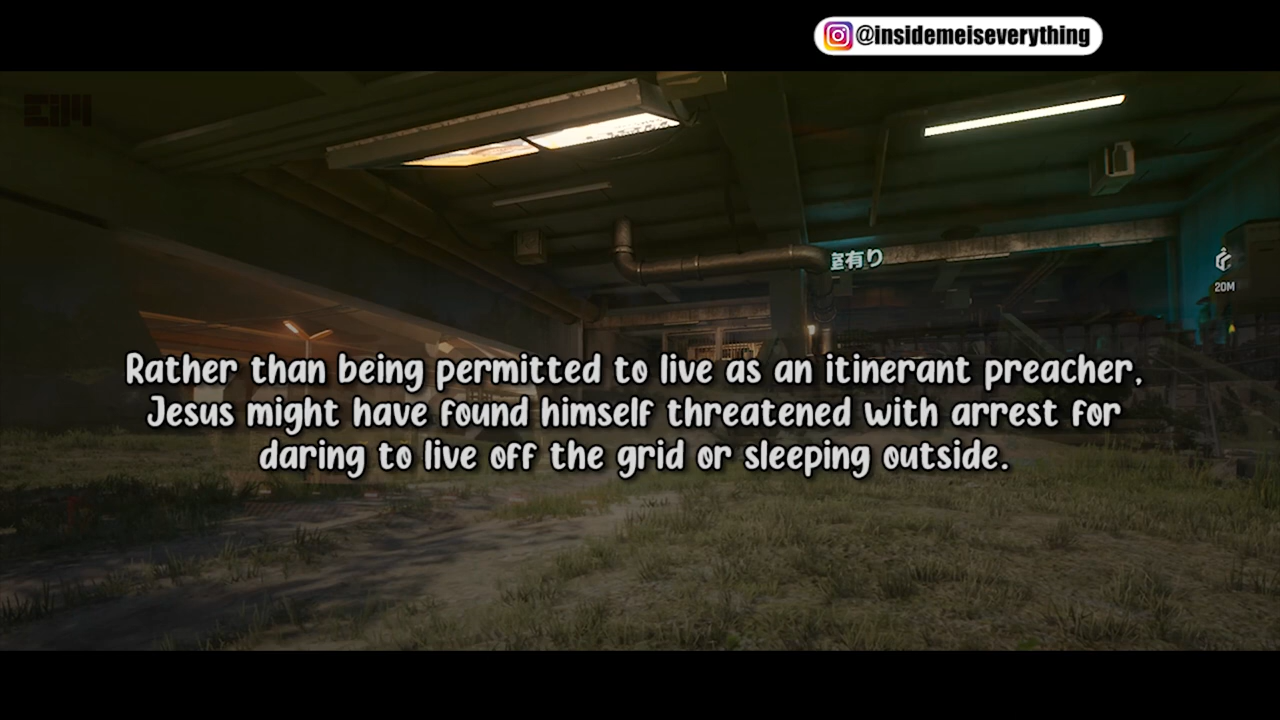 @insidemeiseverything
室有り
20M
Rather than being permitted to live as an itinerant preacher,
Jesus might have found himself threatened with arrest for
daring to live off the grid or sleeping outside.